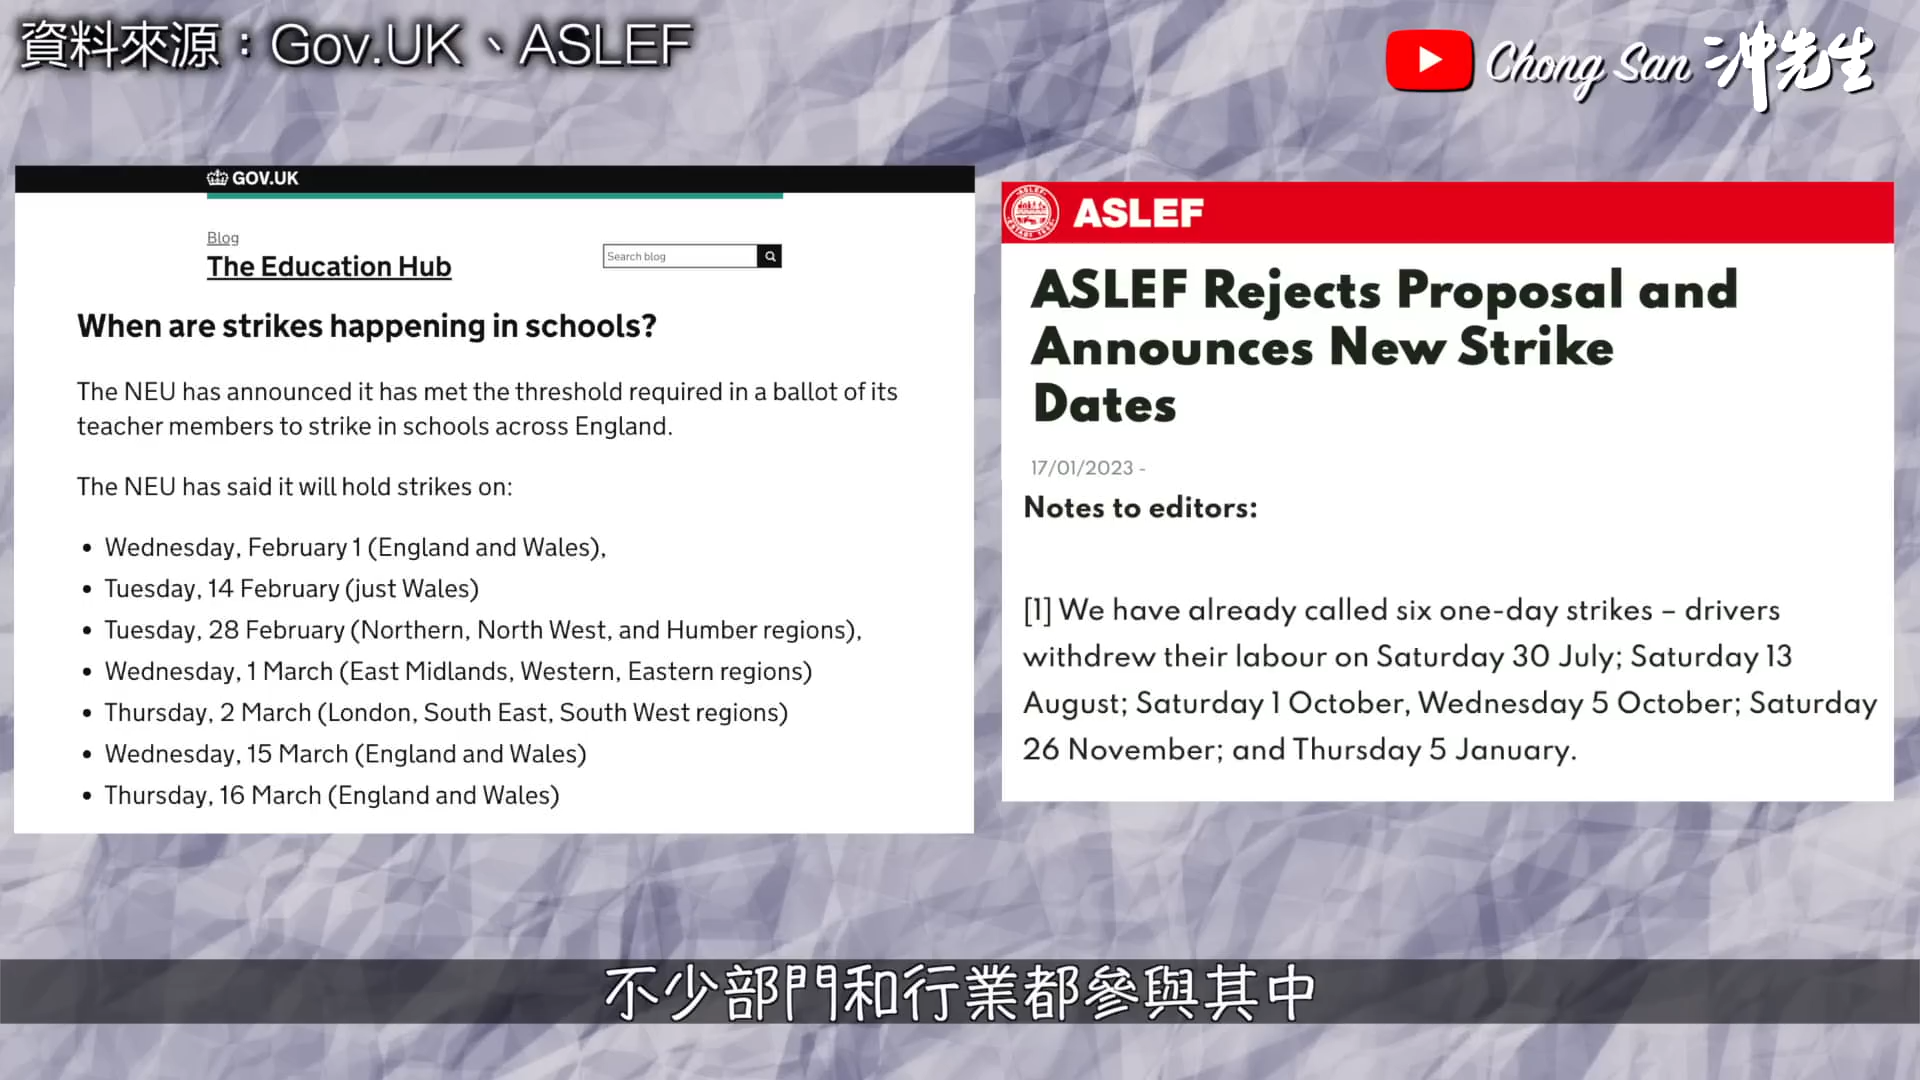 資料來源：Gov.UK、ASLEF
Chong San 沖先生
GOV.UK
Blog
The Education Hub
Search blog
When are strikes happening in schools?
The NEU has announced it has met the threshold required in a ballot of its
teacher members to strike in schools across England.
The NEU has said it will hold strikes on:
• Wednesday, February 1 (England and Wales),
• Tuesday, 14 February (just Wales)
• Tuesday, 28 February (Northern, North West, and Humber regions),
• Wednesday, 1 March (East Midlands, Western, Eastern regions)
• Thursday, 2 March (London, South East, South West regions)
• Wednesday, 15 March (England and Wales)
• Thursday, 16 March (England and Wales)
ASLEF
ASLEF Rejects Proposal and
Announces New Strike
Dates
17/01/2023 -
Notes to editors:
[1] We have already called six one-day strikes – drivers
withdrew their labour on Saturday 30 July; Saturday 13
August; Saturday 1 October, Wednesday 5 October; Saturday
26 November; and Thursday 5 January.
不少部門和行業都參與其中